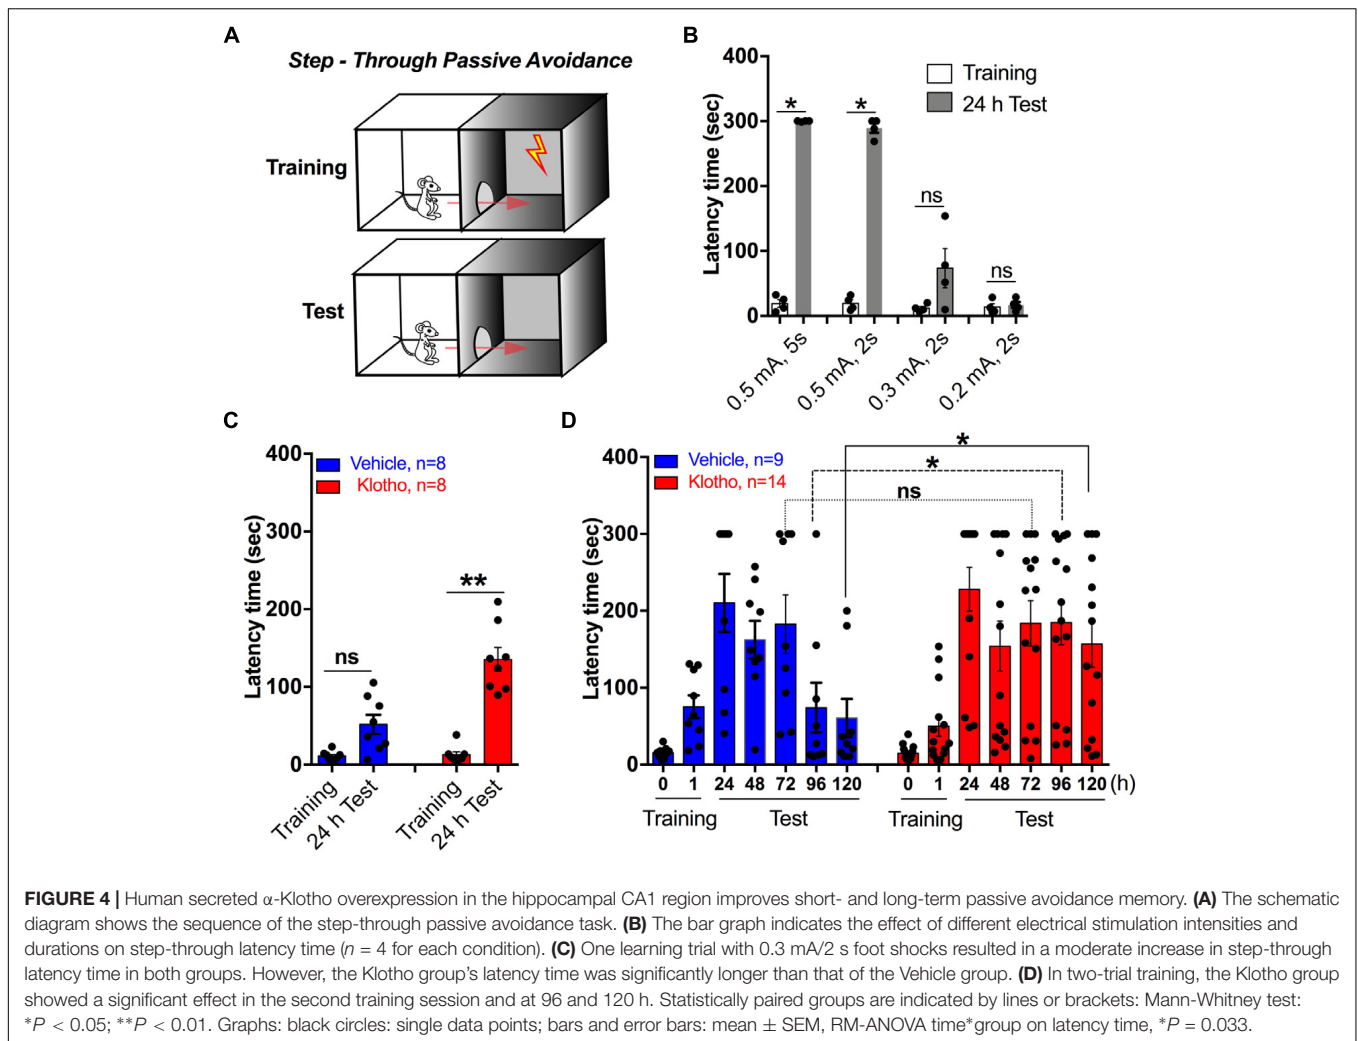 A
Step - Through Passive Avoidance
Training
Test
B
Latency time (sec)
400
300
200
100
0
Training
24 h Test
*
*
ns
ns
0.5 mA, 5s
0.5 mA, 2s
0.3 mA, 2s
0.2 mA, 2s
C
Latency time (sec)
400
300
200
100
0
Vehicle, n=8
Klotho, n=8
ns
**
Training
24 h Test
Training
24 h Test
D
Latency time (sec)
400
300
200
100
0
Vehicle, n=9
Klotho, n=14
*
*
ns
0 1 24 48 72 96 120 0 1 24 48 72 96 120 (h)
Training Test Training Test
FIGURE 4 | Human secreted α-Klotho overexpression in the hippocampal CA1 region improves short- and long-term passive avoidance memory. (A) The schematic
diagram shows the sequence of the step-through passive avoidance task. (B) The bar graph indicates the effect of different electrical stimulation intensities and
durations on step-through latency time (n = 4 for each condition). (C) One learning trial with 0.3 mA/2 s foot shocks resulted in a moderate increase in step-through
latency time in both groups. However, the Klotho group's latency time was significantly longer than that of the Vehicle group. (D) In two-trial training, the Klotho group
showed a significant effect in the second training session and at 96 and 120 h. Statistically paired groups are indicated by lines or brackets: Mann-Whitney test:
*P < 0.05; **P < 0.01. Graphs: black circles: single data points; bars and error bars: mean ± SEM, RM-ANOVA time*group on latency time, *P = 0.033.